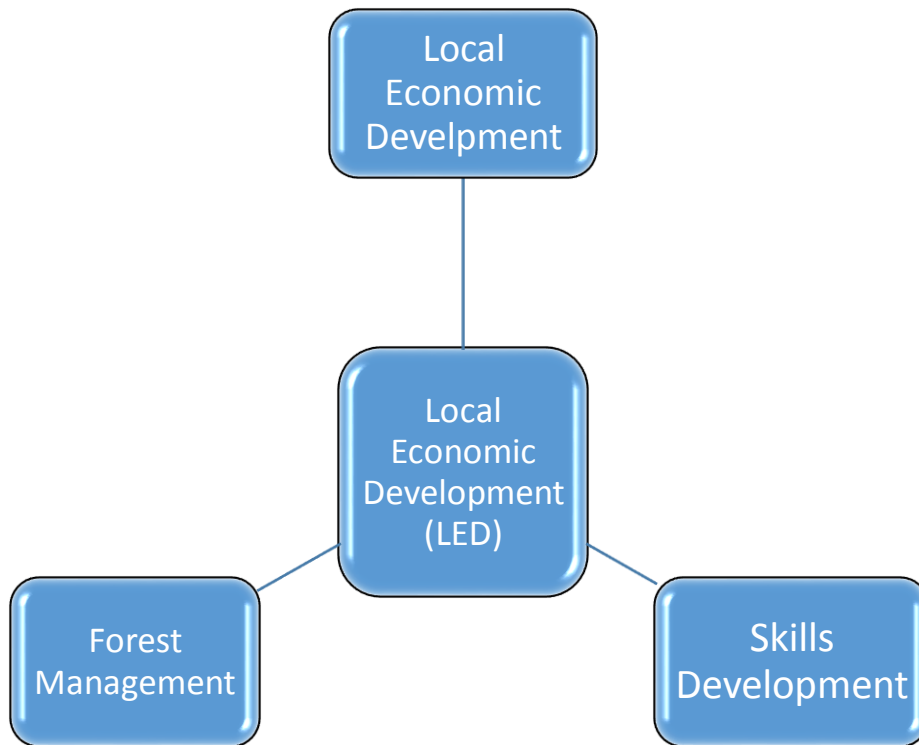 Local
Economic
Develpment
Local
Economic
Development
(LED)
Forest
Management
Skills
Development